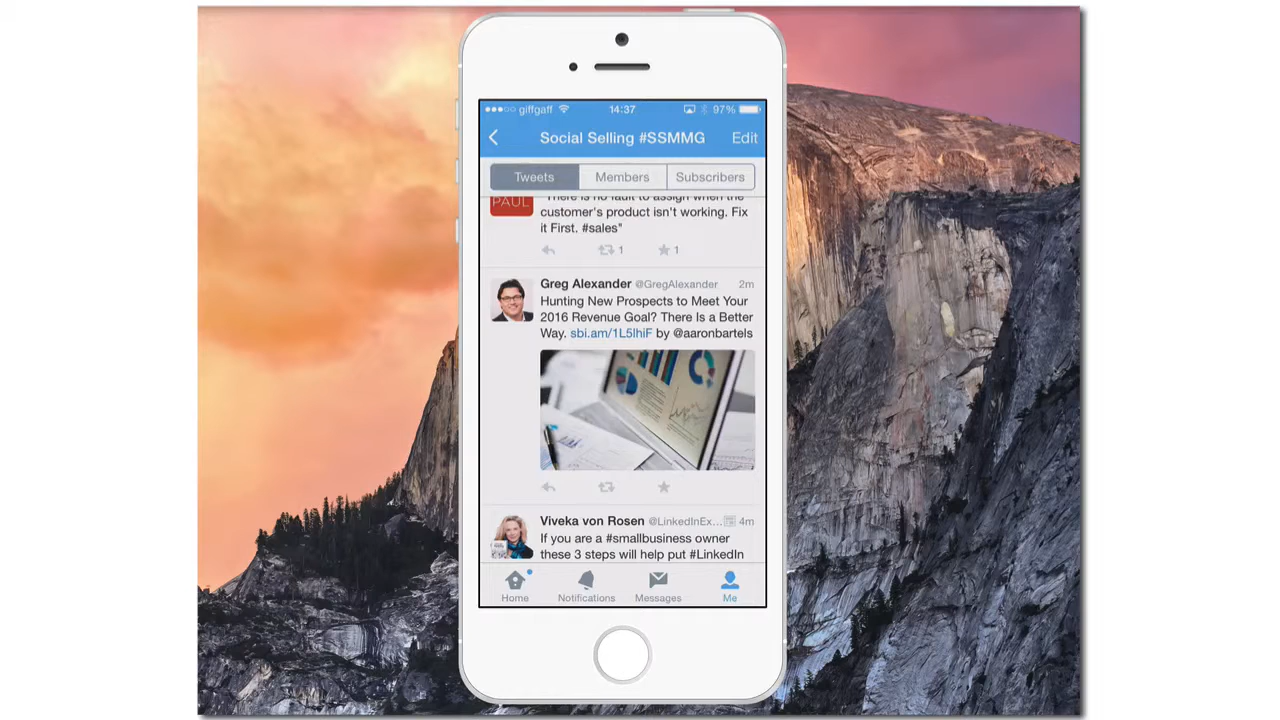 giffgaff 14:37 97%
Social Selling #SSMMG Edit
Tweets Members Subscribers
PAUL
"There is no fault to assign when the
customer's product isn't working. Fix
it First. #sales"
1 1
Greg Alexander @GregAlexander 2m
Hunting New Prospects to Meet Your
2016 Revenue Goal? There Is a Better
Way. sbi.am/1L5lhiF by @aaronbartels
Viveka von Rosen @LinkedInEx... 4m
If you are a #smallbusiness owner
these 3 steps will help put #LinkedIn
Home Notifications Messages Me